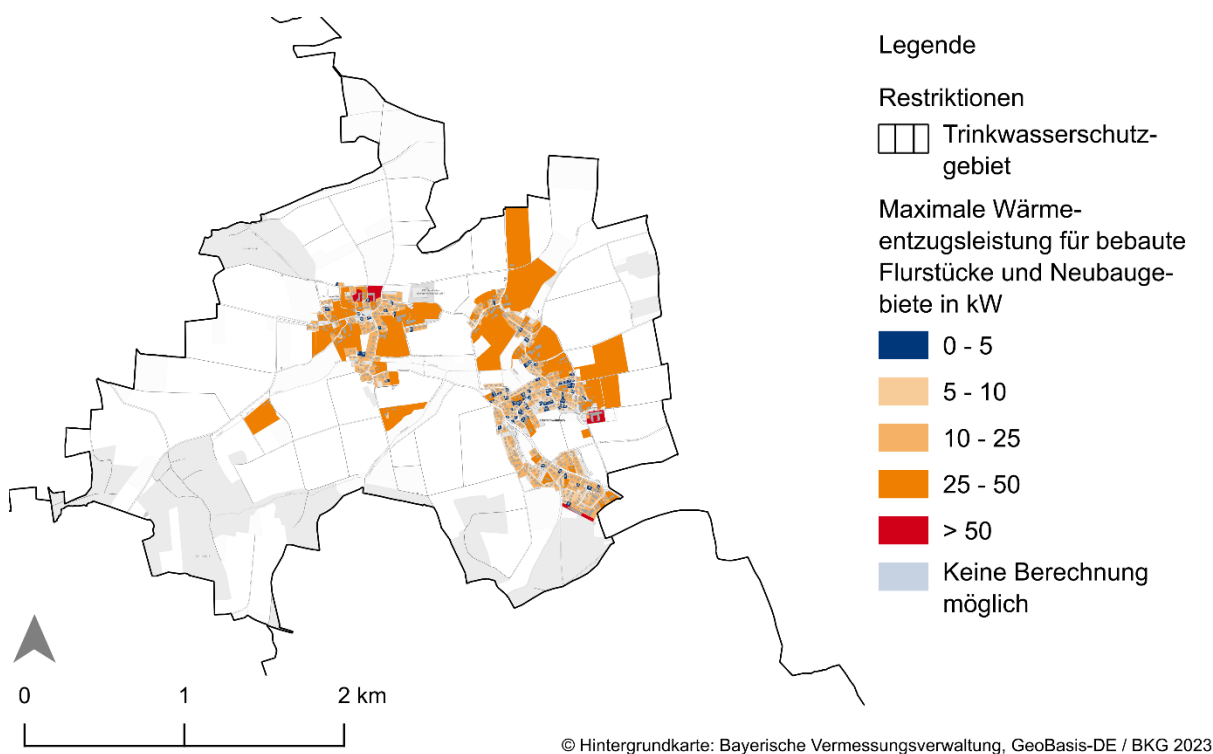 Legende
Restriktionen
Trinkwasserschutz-
gebiet
Maximale Wärme-
entzugsleistung für bebaute
Flurstücke und Neubauge-
biete in kW
0 - 5
5 - 10
10 - 25
25 - 50
> 50
Keine Berechnung
möglich
0
1
2 km
© Hintergrundkarte: Bayerische Vermessungsverwaltung, GeoBasis-DE / BKG 2023